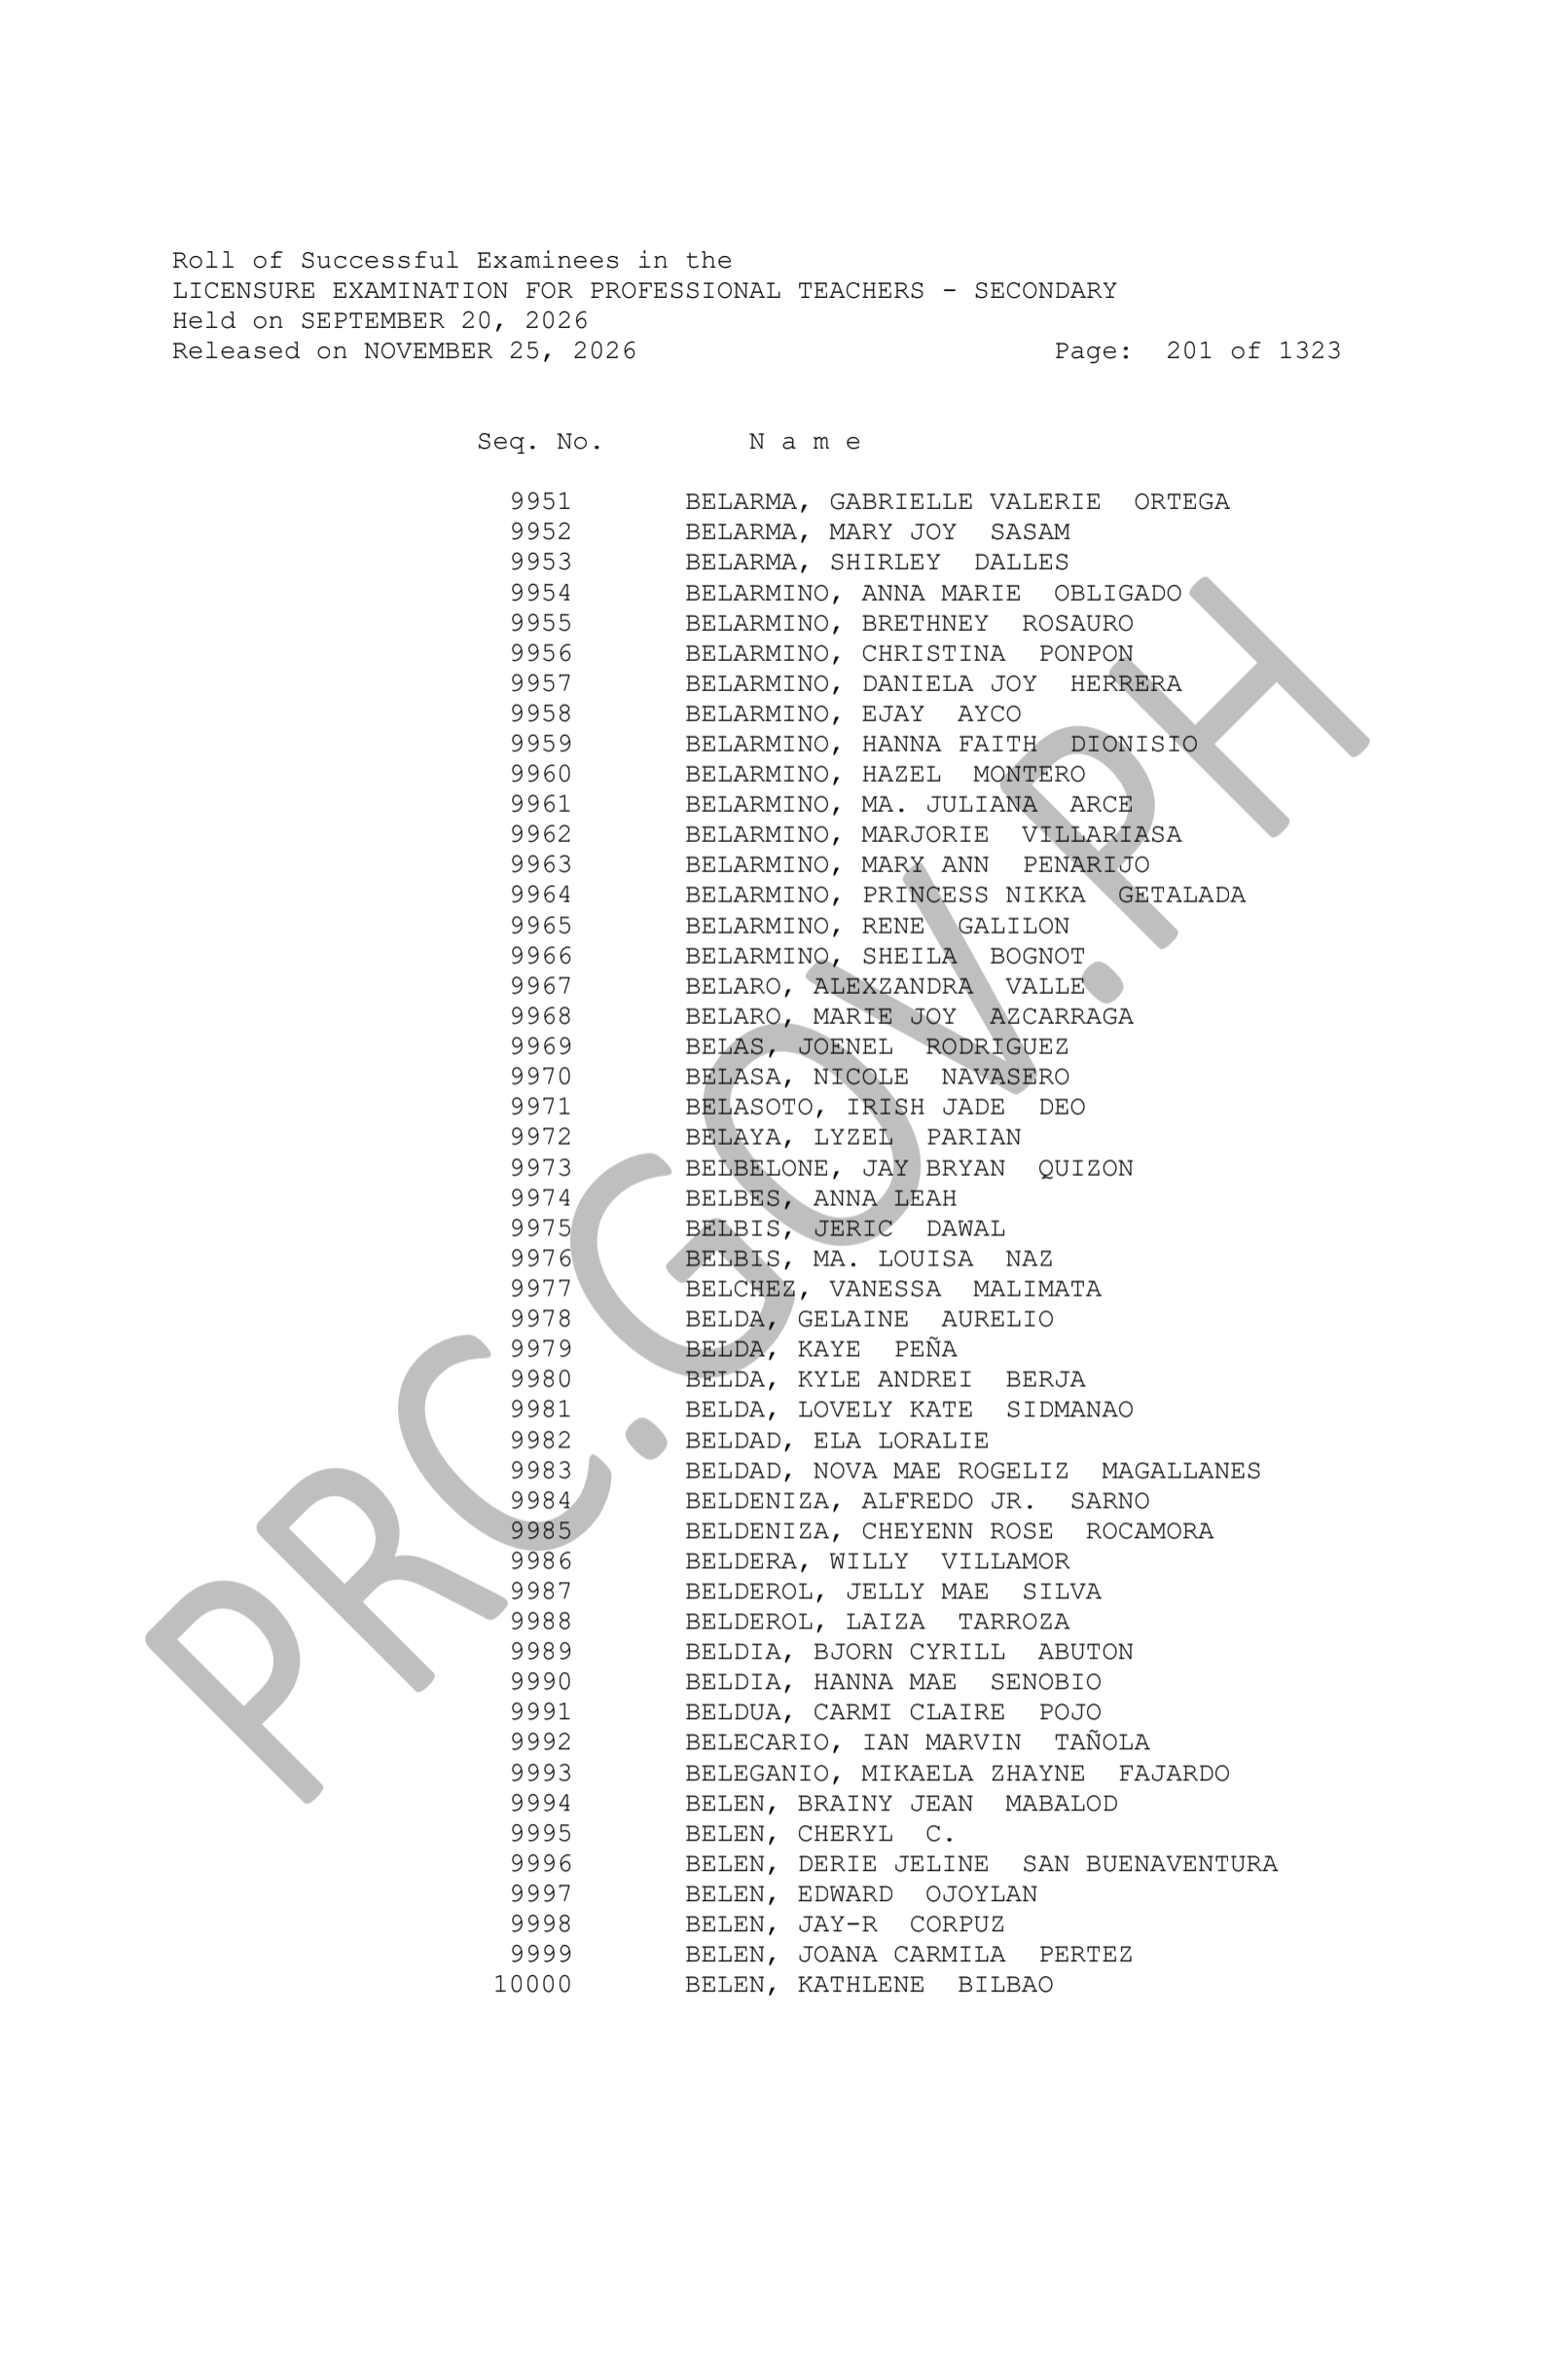 Roll of Successful Examinees in the
LICENSURE EXAMINATION FOR PROFESSIONAL TEACHERS - SECONDARY
Held on SEPTEMBER 20, 2026
Released on NOVEMBER 25, 2026 Page: 201 of 1323
Seq. No. N a m e
9951 BELARMA, GABRIELLE VALERIE ORTEGA
9952 BELARMA, MARY JOY SASAM
9953 BELARMA, SHIRLEY DALLES
9954 BELARMINO, ANNA MARIE OBLIGADO
9955 BELARMINO, BRETHNEY ROSAURO
9956 BELARMINO, CHRISTINA PONPON
9957 BELARMINO, DANIELA JOY HERRERA
9958 BELARMINO, EJAY AYCO
9959 BELARMINO, HANNA FAITH DIONISIO
9960 BELARMINO, HAZEL MONTERO
9961 BELARMINO, MA. JULIANA ARCE
9962 BELARMINO, MARJORIE VILLARIASA
9963 BELARMINO, MARY ANN PENARIJO
9964 BELARMINO, PRINCESS NIKKA GETALADA
9965 BELARMINO, RENE GALILON
9966 BELARMINO, SHEILA BOGNOT
9967 BELARO, ALEXZANDRA VALLE
9968 BELARO, MARIE JOY AZCARRAGA
9969 BELAS, JOENEL RODRIGUEZ
9970 BELASA, NICOLE NAVASERO
9971 BELASOTO, IRISH JADE DEO
9972 BELAYA, LYZEL PARIAN
9973 BELBELONE, JAY BRYAN QUIZON
9974 BELBES, ANNA LEAH
9975 BELBIS, JERIC DAWAL
9976 BELBIS, MA. LOUISA NAZ
9977 BELCHEZ, VANESSA MALIMATA
9978 BELDA, GELAINE AURELIO
9979 BELDA, KAYE PEÑA
9980 BELDA, KYLE ANDREI BERJA
9981 BELDA, LOVELY KATE SIDMANAO
9982 BELDAD, ELA LORALIE
9983 BELDAD, NOVA MAE ROGELIZ MAGALLANES
9984 BELDENIZA, ALFREDO JR. SARNO
9985 BELDENIZA, CHEYENN ROSE ROCAMORA
9986 BELDERA, WILLY VILLAMOR
9987 BELDEROL, JELLY MAE SILVA
9988 BELDEROL, LAIZA TARROZA
9989 BELDIA, BJORN CYRILL ABUTON
9990 BELDIA, HANNA MAE SENOBIO
9991 BELDUA, CARMI CLAIRE POJO
9992 BELECARIO, IAN MARVIN TAÑOLA
9993 BELEGANIO, MIKAELA ZHAYNE FAJARDO
9994 BELEN, BRAINY JEAN MABALOD
9995 BELEN, CHERYL C.
9996 BELEN, DERIE JELINE SAN BUENAVENTURA
9997 BELEN, EDWARD OJOYLAN
9998 BELEN, JAY-R CORPUZ
9999 BELEN, JOANA CARMILA PERTEZ
10000 BELEN, KATHLENE BILBAO
PRC.GOV.PH